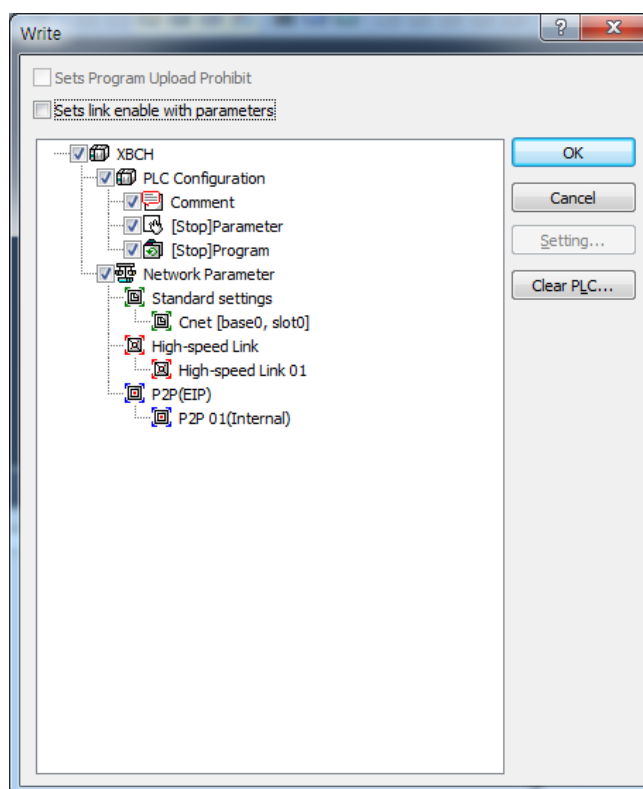 Write
Sets Program Upload Prohibit
Sets link enable with parameters
XBCH
PLC Configuration
Comment
[Stop]Parameter
[Stop]Program
Network Parameter
Standard settings
Cnet [base0, slot0]
High-speed Link
High-speed Link 01
P2P(EIP)
P2P 01(Internal)
OK
Cancel
Setting...
Clear PLC...